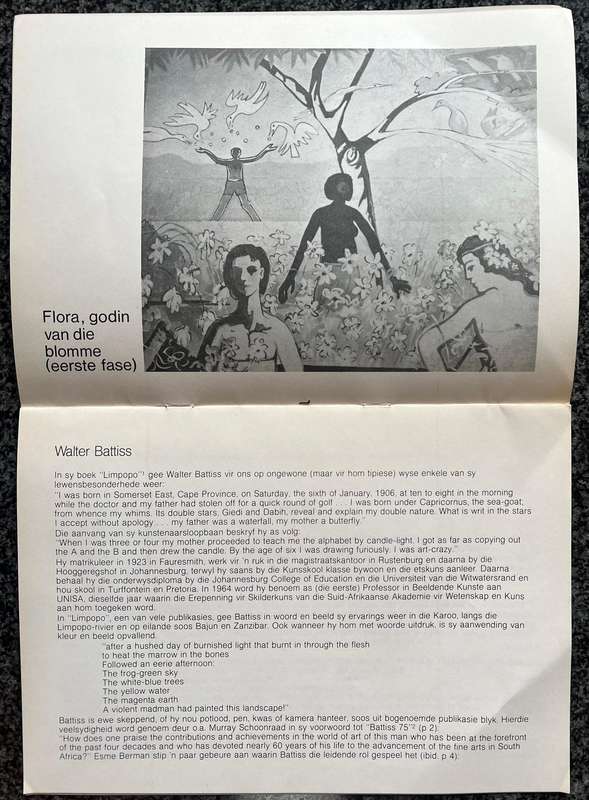 Flora, godin
van die
blomme
(eerste fase)
Walter Battiss
In sy boek "Limpopo"¹ gee Walter Battiss vir ons op ongewone (maar vir hom tipiese) wyse enkele van sy
lewensbesonderhede weer:
"I was born in Somerset East, Cape Province, on Saturday, the sixth of January, 1906, at ten to eight in the morning
while the doctor and my father had stolen off for a quick round of golf . . . I was born under Capricornus, the sea-goat;
from whence my whims. Its double stars, Giedi and Dabih, reveal and explain my double nature. What is writ in the stars
I accept without apology . . . my father was a waterfall, my mother a butterfly."
Die aanvang van sy kunstenaarsloopbaan beskryf hy as volg:
"When I was three or four my mother proceeded to teach me the alphabet by candle-light. I got as far as copying out
the A and the B and then drew the candle. By the age of six I was drawing furiously. I was art-crazy."
Hy matrikuleer in 1923 in Fauresmith, werk vir 'n ruk in die magistraatskantoor in Rustenburg en daarna by die
Hooggeregshof in Johannesburg, terwyl hy saans by die Kunsskool klasse bywoon en die etskuns aanleer. Daarna
behaal hy die onderwysdiploma by die Johannesburg College of Education en die Universiteit van die Witwatersrand en
hou skool in Turffontein en Pretoria. In 1964 word hy benoem as (die eerste) Professor in Beeldende Kunste aan
UNISA, dieselfde jaar waarin die Erepenning vir Skilderkuns van die Suid-Afrikaanse Akademie vir Wetenskap en Kuns
aan hom toegeken word.
In "Limpopo", een van vele publikasies, gee Battiss in woord en beeld sy ervarings weer in die Karoo, langs die
Limpopo-rivier en op eilande soos Bajun en Zanzibar. Ook wanneer hy hom met woorde uitdruk, is sy aanwending van
kleur en beeld opvallend.
"after a hushed day of burnished light that burnt in through the flesh
to heat the marrow in the bones
Followed an eerie afternoon:
The frog-green sky
The white-blue trees
The yellow water
The magenta earth
A violent madman had painted this landscape!"
Battiss is ewe skeppend, of hy nou potlood, pen, kwas of kamera hanteer, soos uit bogenoemde publikasie blyk. Hierdie
veelsydigheid word genoem deur o.a. Murray Schoonraad in sy voorwoord tot "Battiss 75"² (p 2):
"How does one praise the contributions and achievements in the world of art of this man who has been at the forefront
of the past four decades and who has devoted nearly 60 years of his life to the advancement of the fine arts in South
Africa?" Esme Berman stip 'n paar gebeure aan waarin Battiss die leidende rol gespeel het (ibid. p 4):